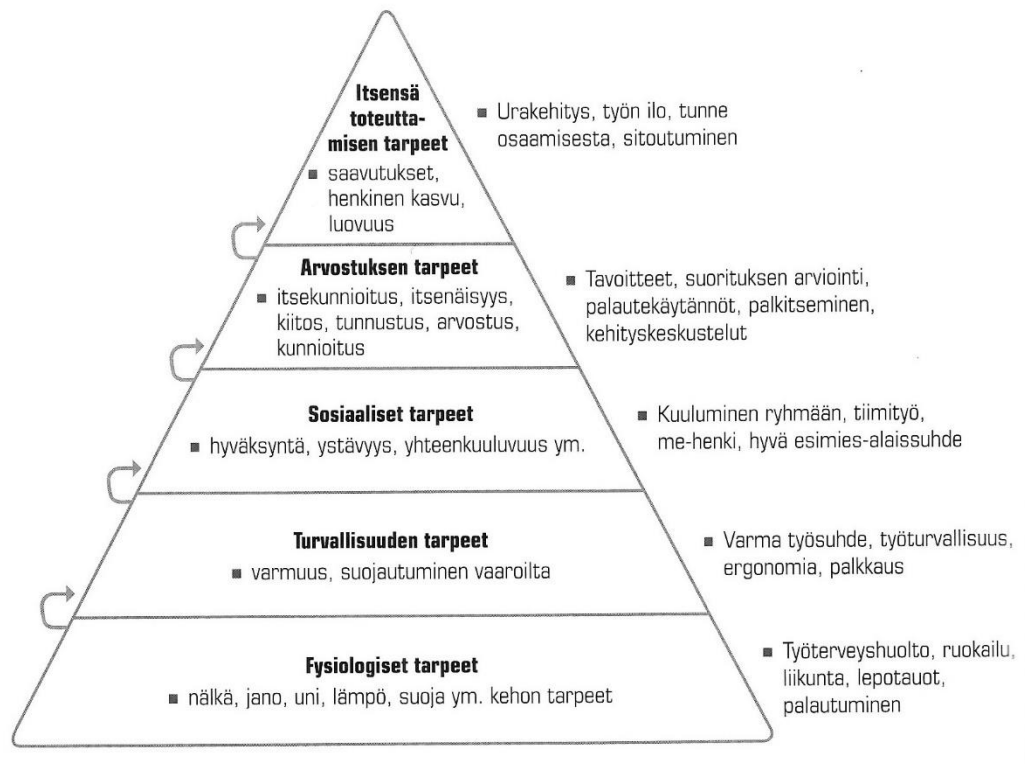 Itsensä
toteutta-
misen tarpeet
▪ saavutukset,
henkinen kasvu,
luovuus
▪ Urakehitys, työn ilo, tunne
osaamisesta, sitoutuminen
Arvostuksen tarpeet
▪ itsekunnioitus, itsenäisyys,
kiitos, tunnustus, arvostus,
kunnioitus
▪ Tavoitteet, suorituksen arviointi,
palautekäytännöt, palkitseminen,
kehityskeskustelut
Sosiaaliset tarpeet
▪ hyväksyntä, ystävyys, yhteenkuuluvuus ym.
▪ Kuuluminen ryhmään, tiimityö,
me-henki, hyvä esimies-alaissuhde
Turvallisuuden tarpeet
▪ varmuus, suojautuminen vaaroilta
▪ Varma työsuhde, työturvallisuus,
ergonomia, palkkaus
Fysiologiset tarpeet
▪ nälkä, jano, uni, lämpö, suoja ym. kehon tarpeet
▪ Työterveyshuolto, ruokailu,
liikunta, lepotauot,
palautuminen